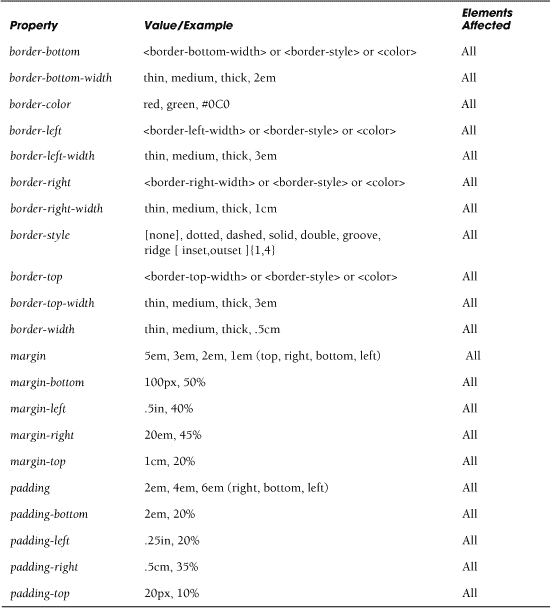 Property Value/Example Elements Affected
border-bottom <border-bottom-width> or <border-style> or <color> All
border-bottom-width thin, medium, thick, 2em All
border-color red, green, #0C0 All
border-left <border-left-width> or <border-style> or <color> All
border-left-width thin, medium, thick, 3em All
border-right <border-right-width> or <border-style> or <color> All
border-right-width thin, medium, thick, 1cm All
border-style [none], dotted, dashed, solid, double, groove, All
ridge [ inset,outset ]{1,4}
border-top <border-top-width> or <border-style> or <color> All
border-top-width thin, medium, thick, 3em All
border-width thin, medium, thick, .5cm All
margin 5em, 3em, 2em, 1em (top, right, bottom, left) All
margin-bottom 100px, 50% All
margin-left .5in, 40% All
margin-right 20em, 45% All
margin-top 1cm, 20% All
padding 2em, 4em, 6em (right, bottom, left) All
padding-bottom 2em, 20% All
padding-left .25in, 20% All
padding-right .5cm, 35% All
padding-top 20px, 10% All